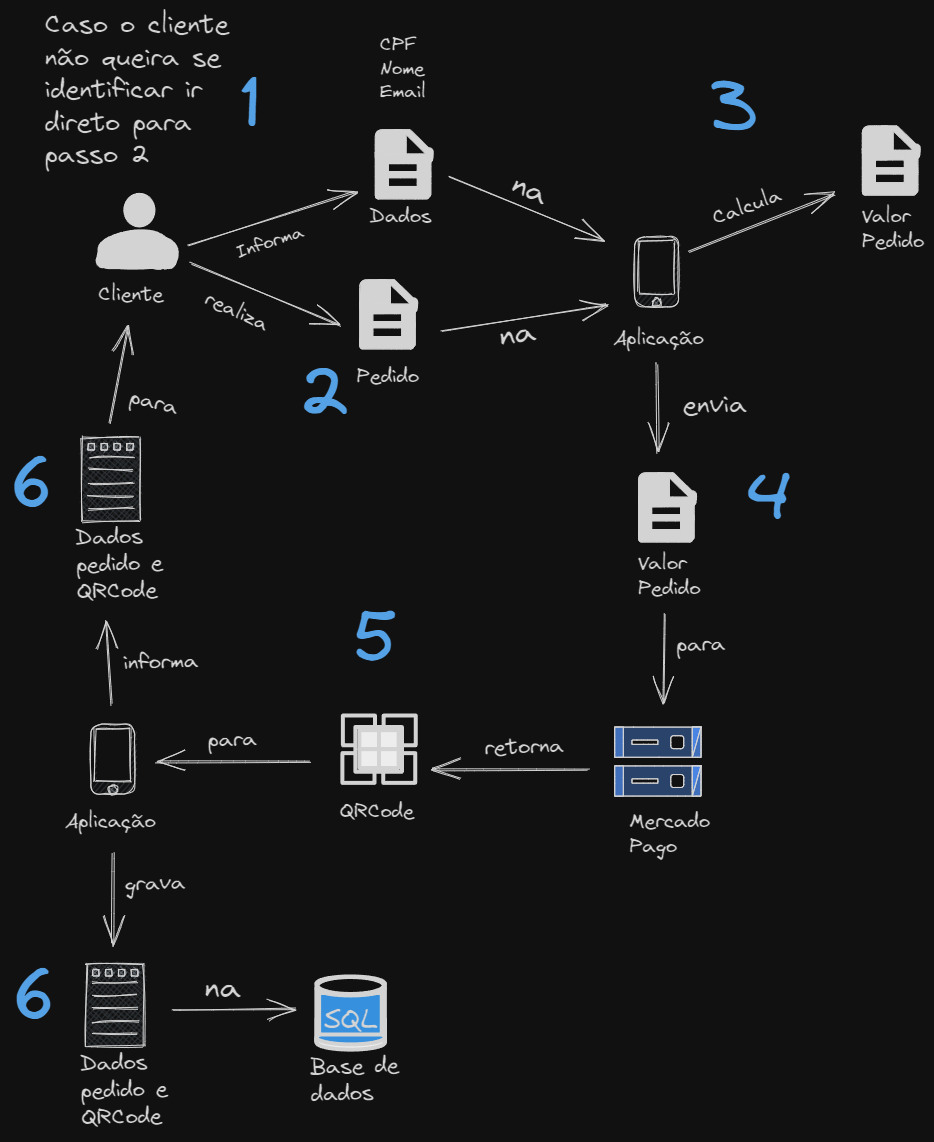 Caso o cliente
não queira se
identificar ir
direto para
passo 2
1
CPF
Nome
Email
3
Dados
na
Calcula
Valor
Pedido
Informa
Cliente
realiza
Pedido
2
na
Aplicação
envia
4
Valor
Pedido
para
Mercado
Pago
retorna
5
QRCode
para
Aplicação
informa
6
Dados
pedido e
QRCode
para
grava
6
Dados
pedido e
QRCode
na
SQL
Base de
dados